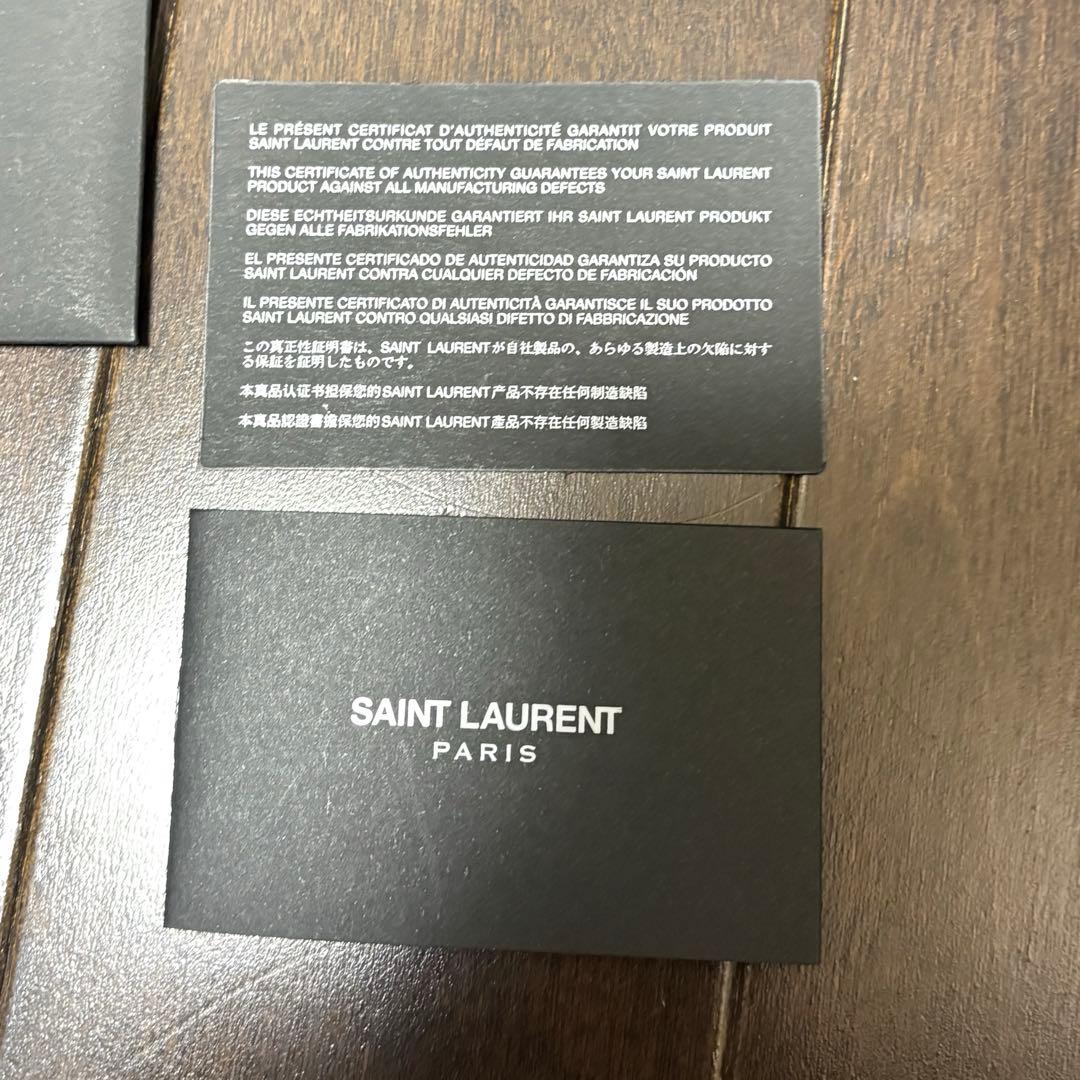 LE PRÉSENT CERTIFICAT D'AUTHENTICITÉ GARANTIT VOTRE PRODUIT
SAINT LAURENT CONTRE TOUT DÉFAUT DE FABRICATION
THIS CERTIFICATE OF AUTHENTICITY GUARANTEES YOUR SAINT LAURENT
PRODUCT AGAINST ALL MANUFACTURING DEFECTS
DIESE ECHTHEITSURKUNDE GARANTIERT IHR SAINT LAURENT PRODUKT
GEGEN ALLE FABRIKATIONSFEHLER
EL PRESENTE CERTIFICADO DE AUTENTICIDAD GARANTIZA SU PRODUCTO
SAINT LAURENT CONTRA CUALQUIER DEFECTO DE FABRICACIÓN
IL PRESENTE CERTIFICATO DI AUTENTICITÀ GARANTISCE IL SUO PRODOTTO
SAINT LAURENT CONTRO QUALSIASI DIFETTO DI FABBRICAZIONE
この真正性証明書は、SAINT LAURENTが自社製品の、あらゆる製造上の欠陥に対す
る保証を証明したものです。
本真品认证书担保您的SAINT LAURENT产品不存在任何制造缺陷
本真品認證書擔保您的SAINT LAURENT產品不存在任何製造缺陷
SAINT LAURENT
PARIS